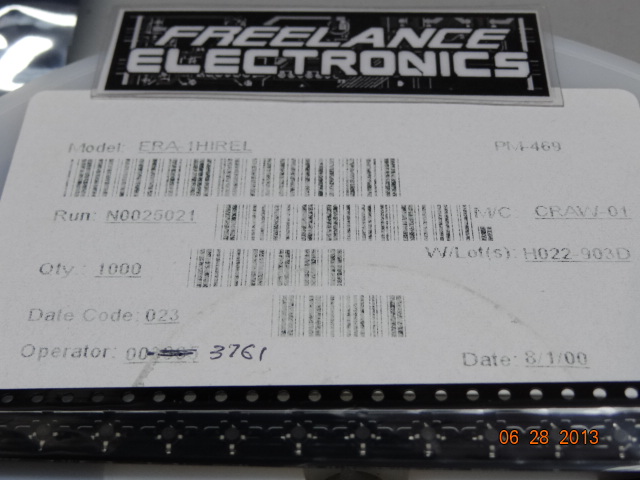 FREELANCE
ELECTRONICS
Model: ERA-1HIREL PM-469
Run: N0025021 M/C CRAW-01
W/Lot(s): H022-903D
Qty.: 1000
Date Code: 023
Operator: 3761 Date: 8/1/00
06 28 2013